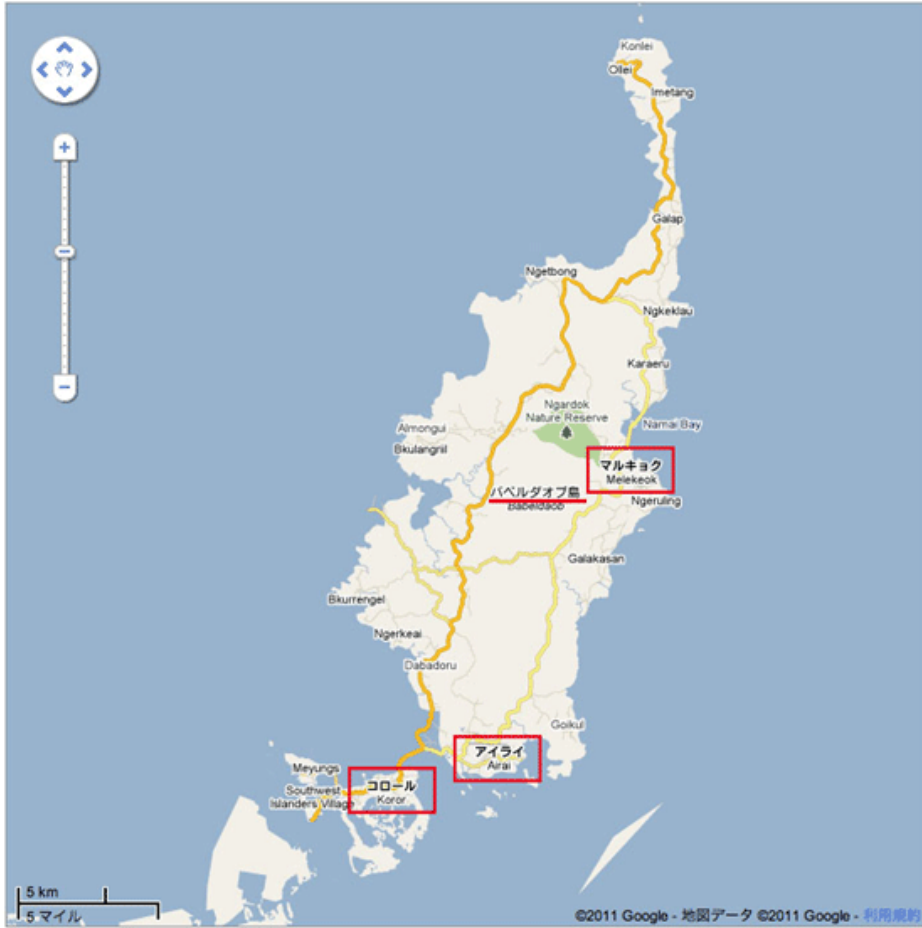 Konlei
Ollei
Imetang
Galap
Ngetbong
Ngkeklau
Karaeru
Ngardok
Nature Reserve
Almongui
Namai Bay
Bkulangriil
マルキョク
Melekeok
バベルダオブ島
Babeldaob
Ngeruling
Galakasan
Bkurrengel
Ngerkeai
Dabadoru
Goikul
アイライ
Airai
Meyungs
コロール
Koror
Southwest
Islanders Village
5 km
5 マイル
©2011 Google - 地図データ ©2011 Google - 利用規約